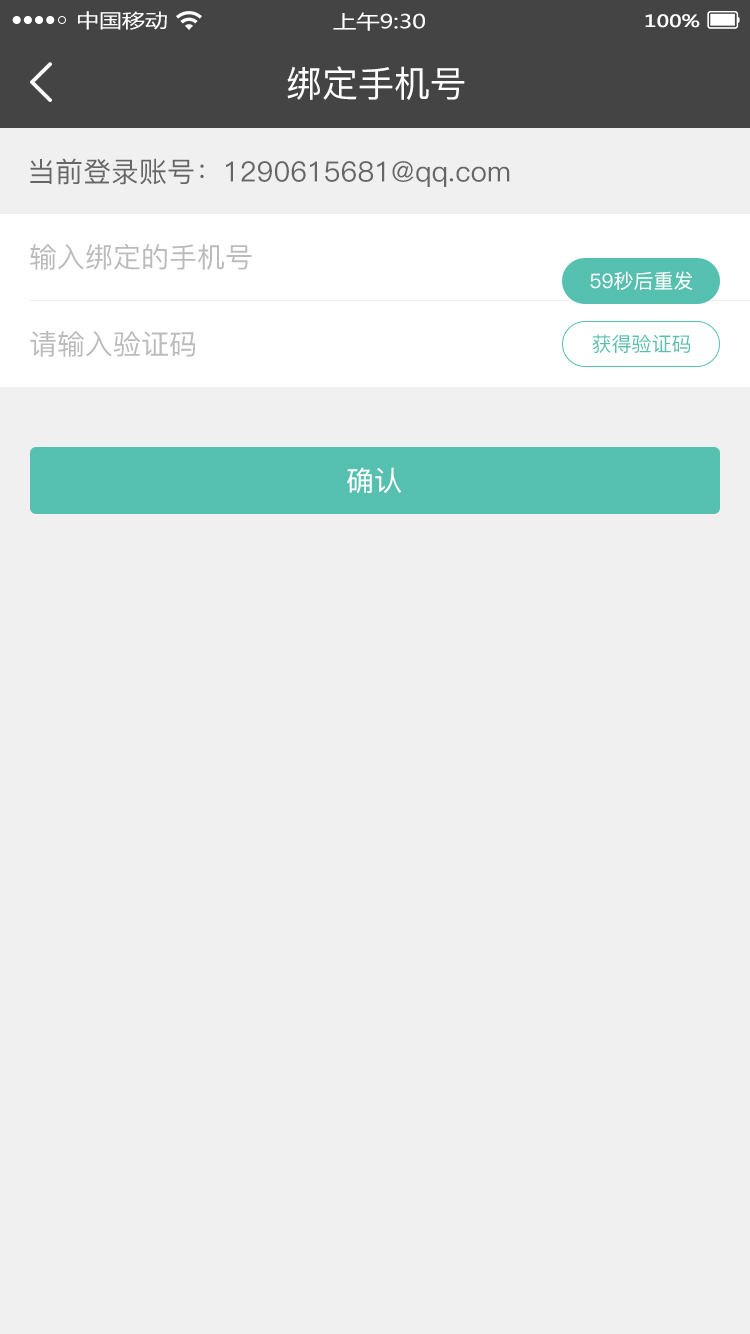 中国移动 上午9:30 100%
绑定手机号
当前登录账号：1290615681@qq.com
输入绑定的手机号
59秒后重发
请输入验证码
获得验证码
确认